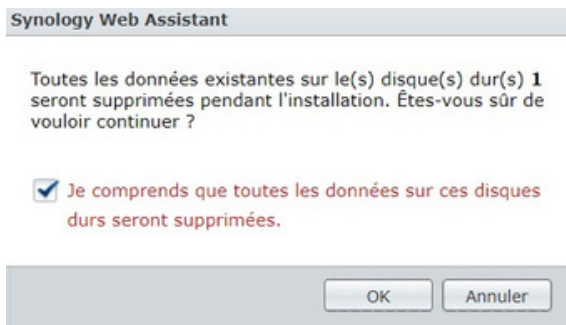 Synology Web Assistant
Toutes les données existantes sur le(s) disque(s) dur(s) 1
seront supprimées pendant l'installation. Êtes-vous sûr de
vouloir continuer ?
Je comprends que toutes les données sur ces disques
durs seront supprimées.
OK Annuler